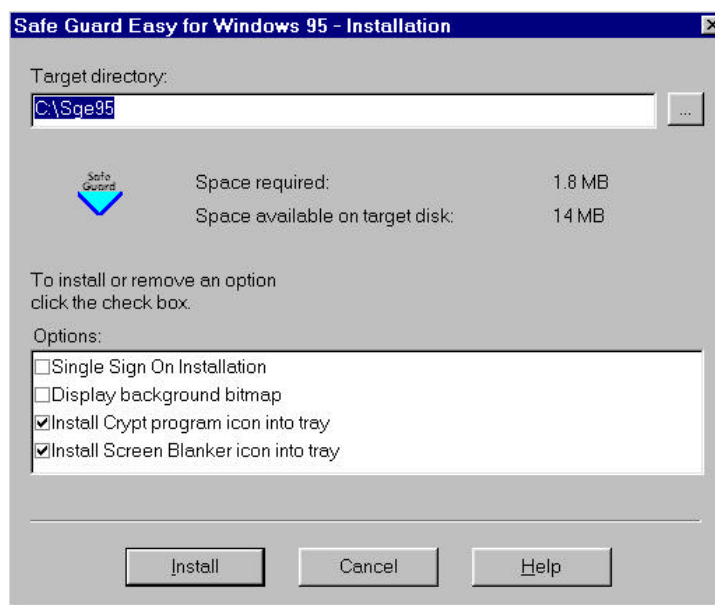 Safe Guard Easy for Windows 95 - Installation
Target directory:
C:\Sge95
...
Safe
Guard
Space required: 1.8 MB
Space available on target disk: 14 MB
To install or remove an option
click the check box.
Options:
Single Sign On Installation
Display background bitmap
Install Crypt program icon into tray
Install Screen Blanker icon into tray
Install Cancel Help